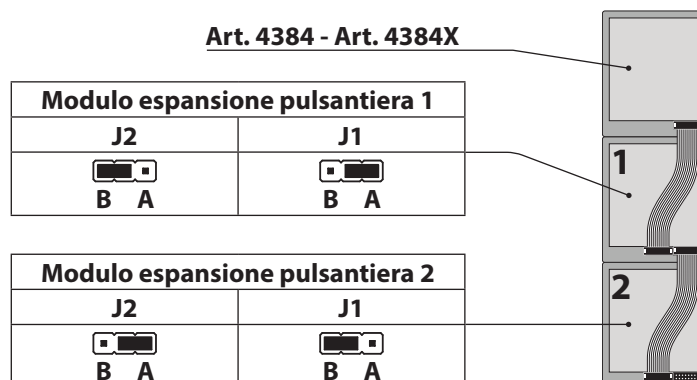 Art. 4384 - Art. 4384X
Modulo espansione pulsantiera 1
J2 J1
B A B A
1
Modulo espansione pulsantiera 2
J2 J1
B A B A
2